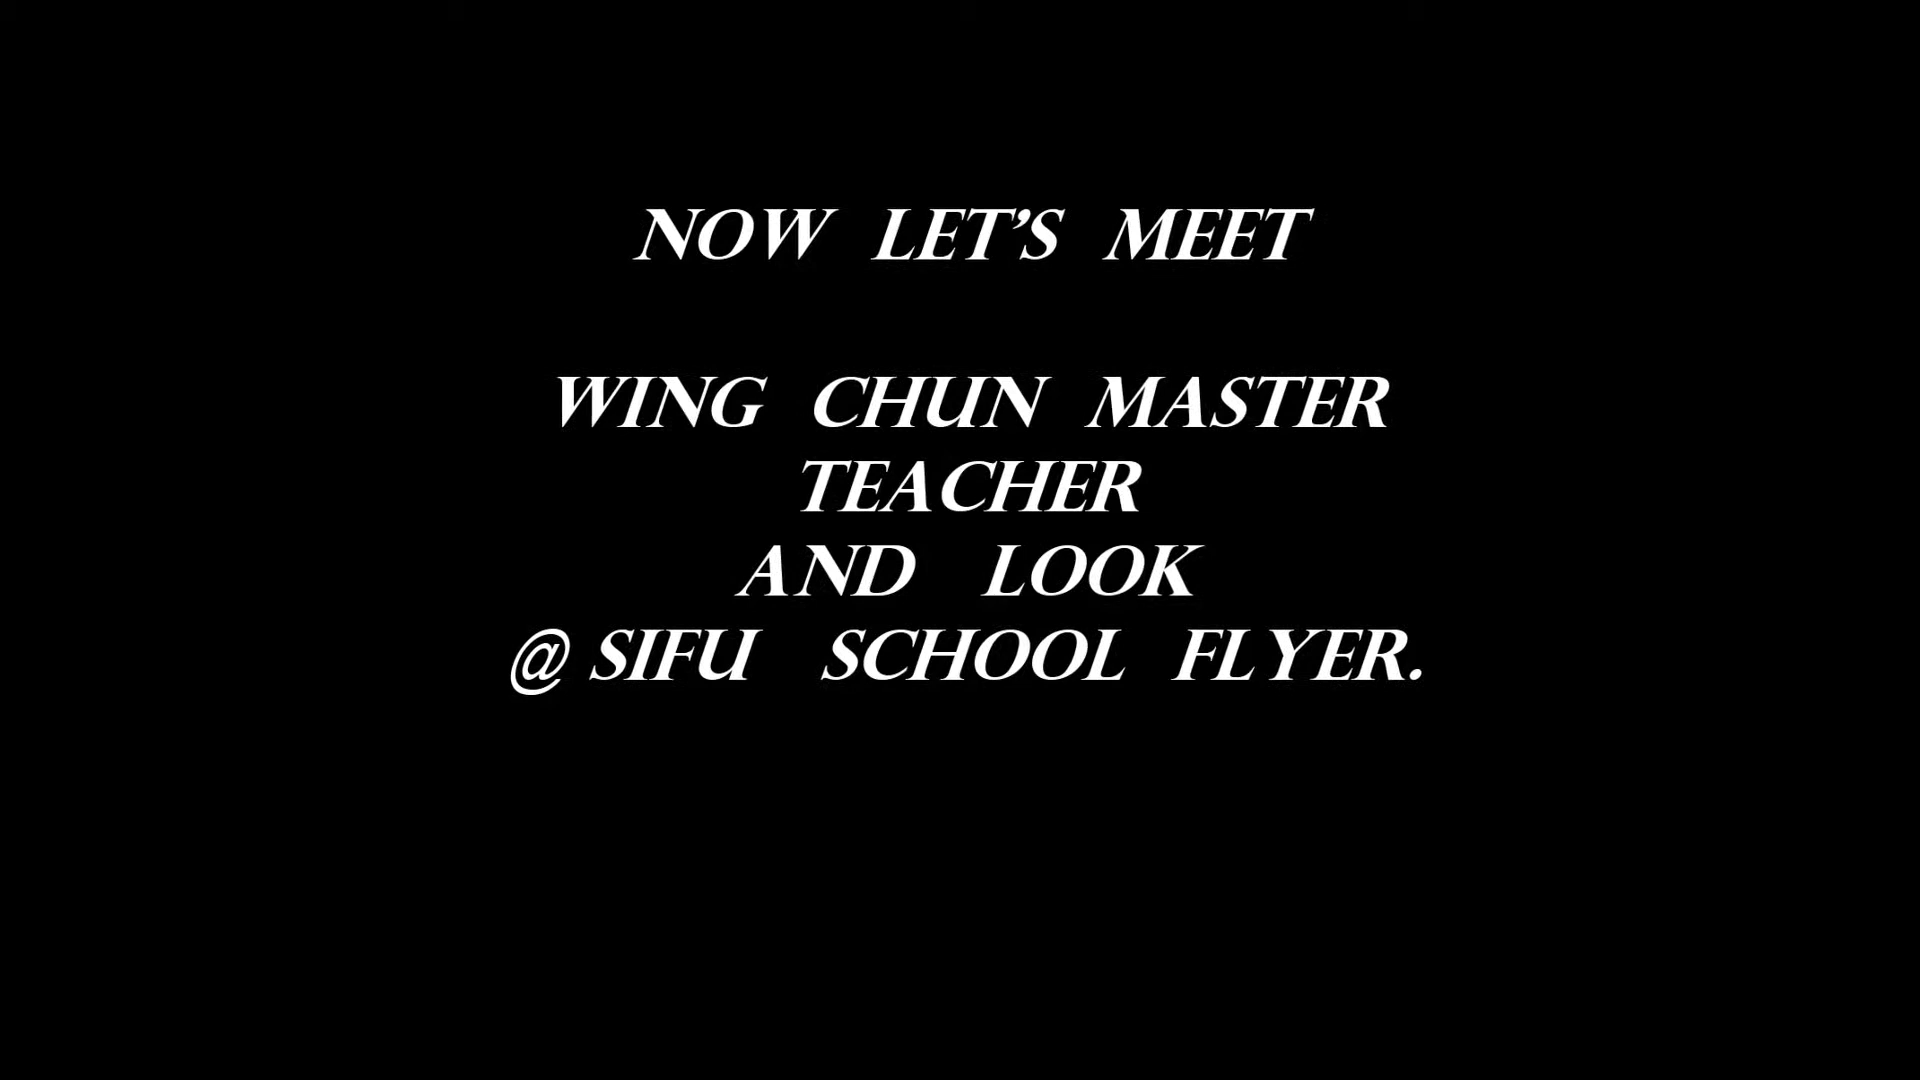 NOW LET'S MEET
WING CHUN MASTER
TEACHER
AND LOOK
@ SIFU SCHOOL FLYER.